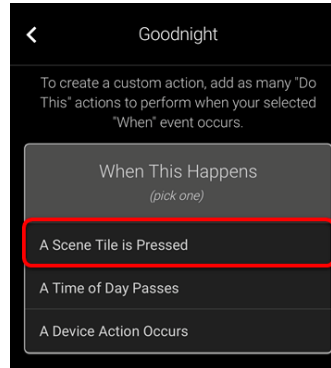 Goodnight
To create a custom action, add as many "Do
This" actions to perform when your selected
"When" event occurs.
When This Happens
(pick one)
A Scene Tile is Pressed
A Time of Day Passes
A Device Action Occurs